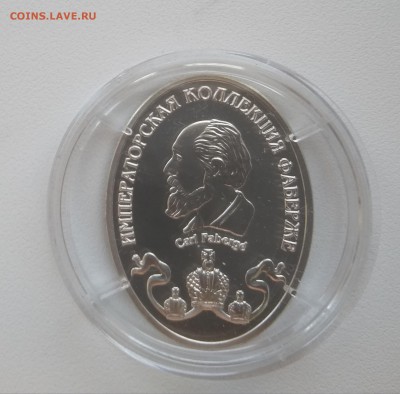 COINS.LAVE.RU
ИМПЕРАТОРСКАЯ КОЛЛЕКЦИЯ ФАБЕРЖЕ
Carl Fabergé